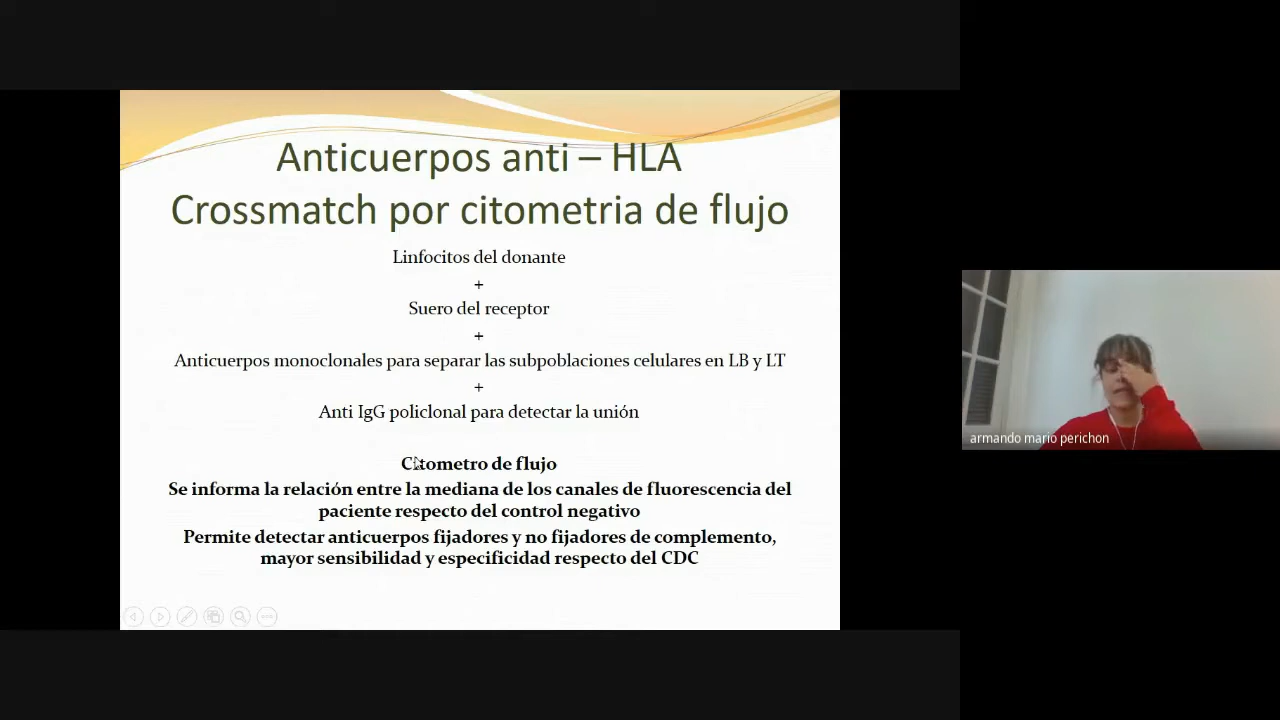 Anticuerpos anti – HLA
Crossmatch por citometria de flujo
Linfocitos del donante
+
Suero del receptor
+
Anticuerpos monoclonales para separar las subpoblaciones celulares en LB y LT
+
Anti IgG policlonal para detectar la unión
Citometro de flujo
Se informa la relación entre la mediana de los canales de fluorescencia del
paciente respecto del control negativo
Permite detectar anticuerpos fijadores y no fijadores de complemento,
mayor sensibilidad y especificidad respecto del CDC
armando mario perichon